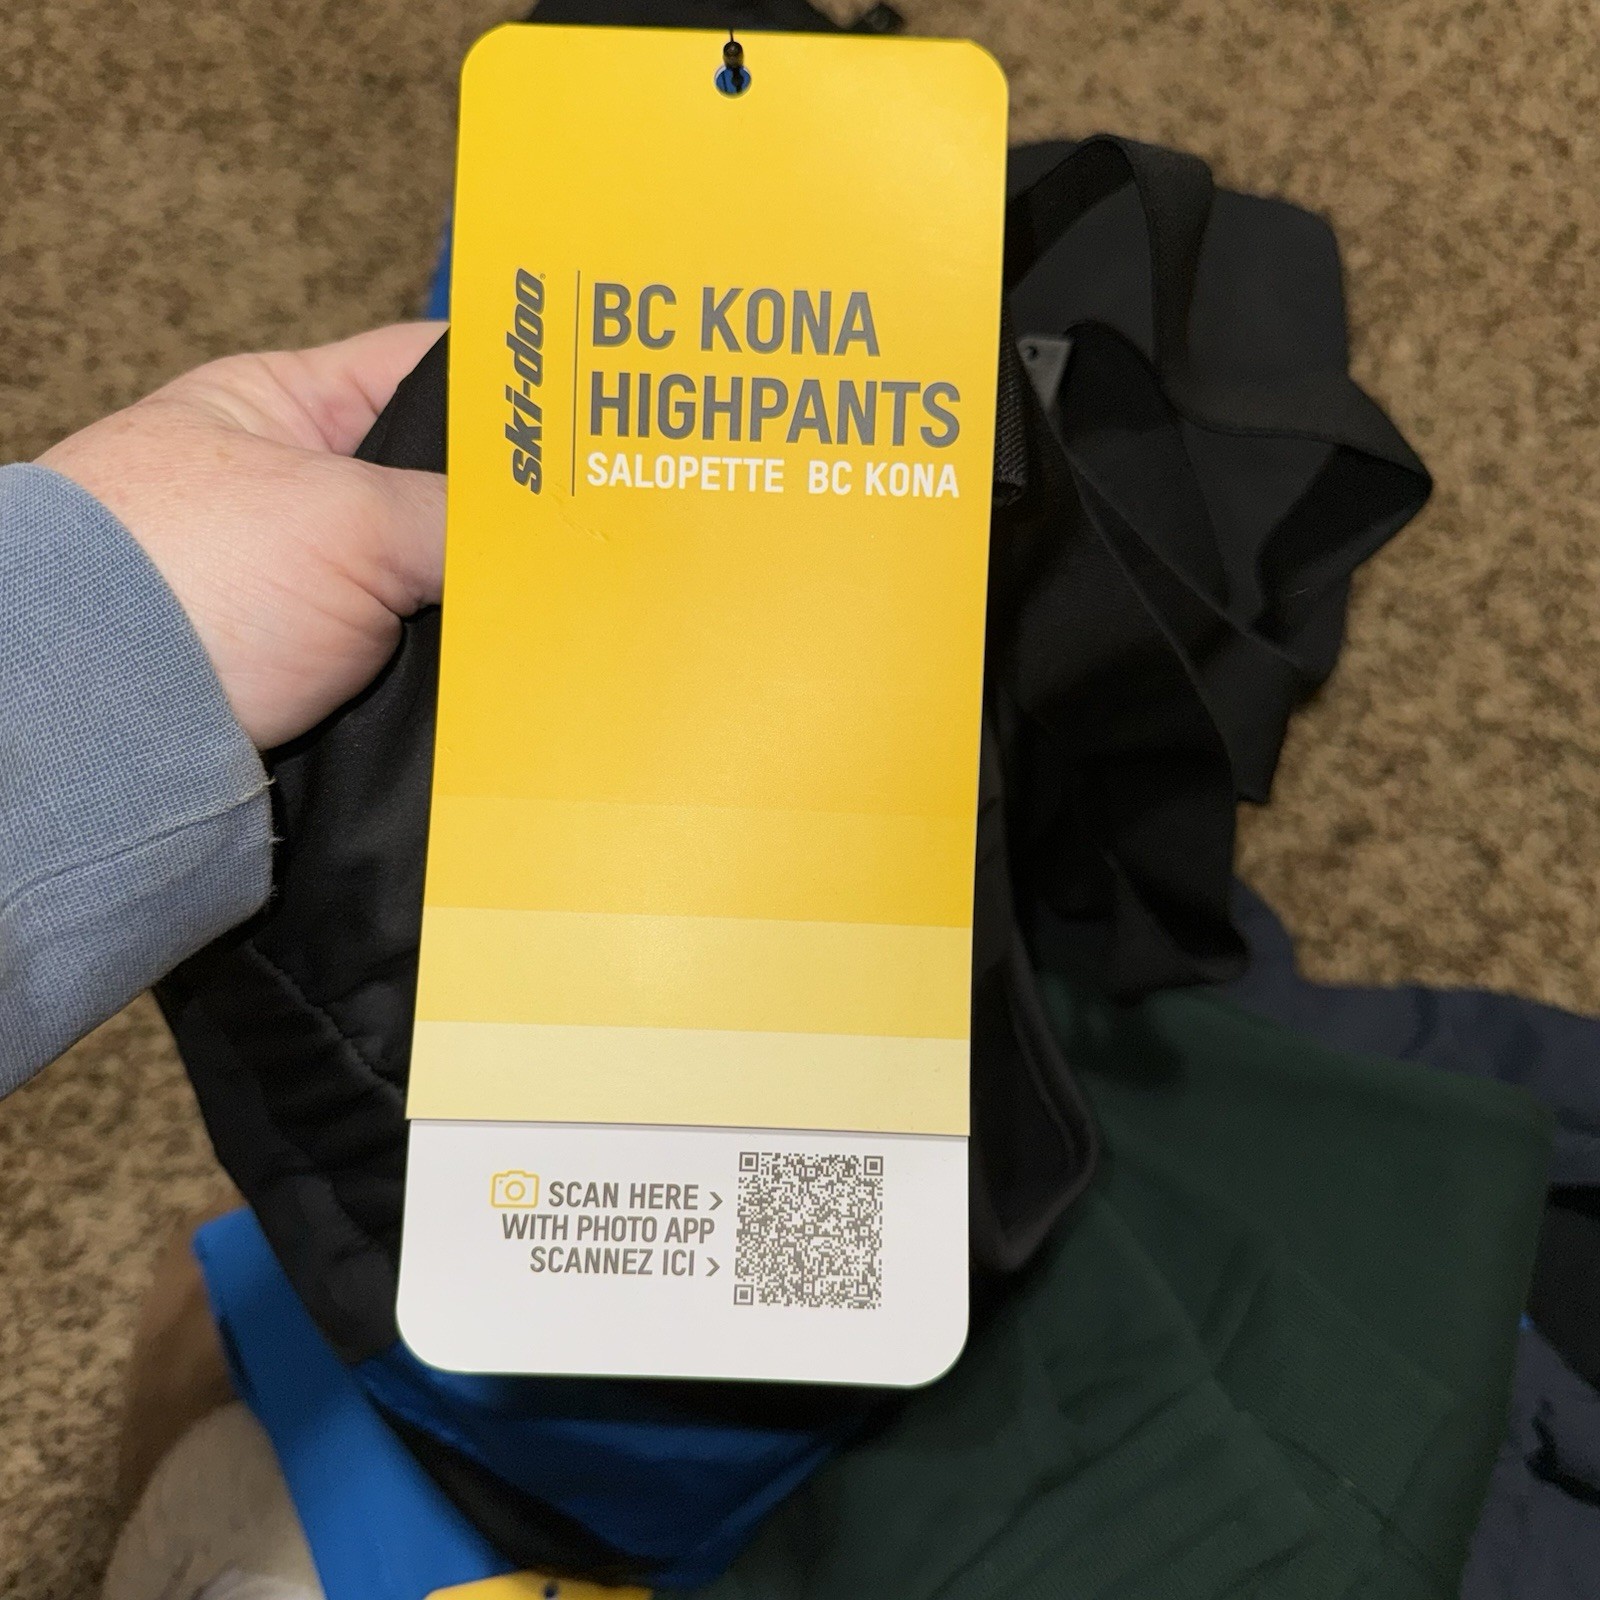 ski-doo
BC KONA
HIGHPANTS
SALOPETTE BC KONA
SCAN HERE >
WITH PHOTO APP
SCANNEZ ICI >